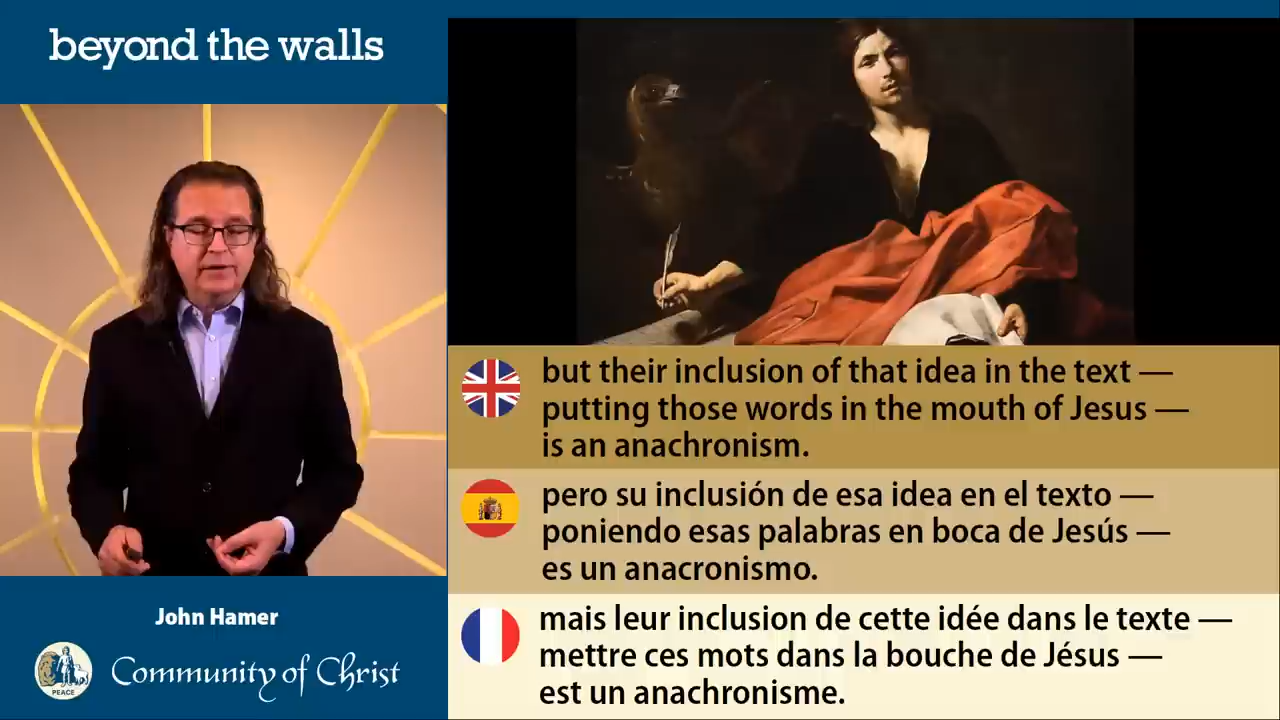 beyond the walls
but their inclusion of that idea in the text —
putting those words in the mouth of Jesus —
is an anachronism.
pero su inclusión de esa idea en el texto —
poniendo esas palabras en boca de Jesús —
es un anacronismo.
mais leur inclusion de cette idée dans le texte —
mettre ces mots dans la bouche de Jésus —
est un anachronisme.
John Hamer
PEACE
Community of Christ